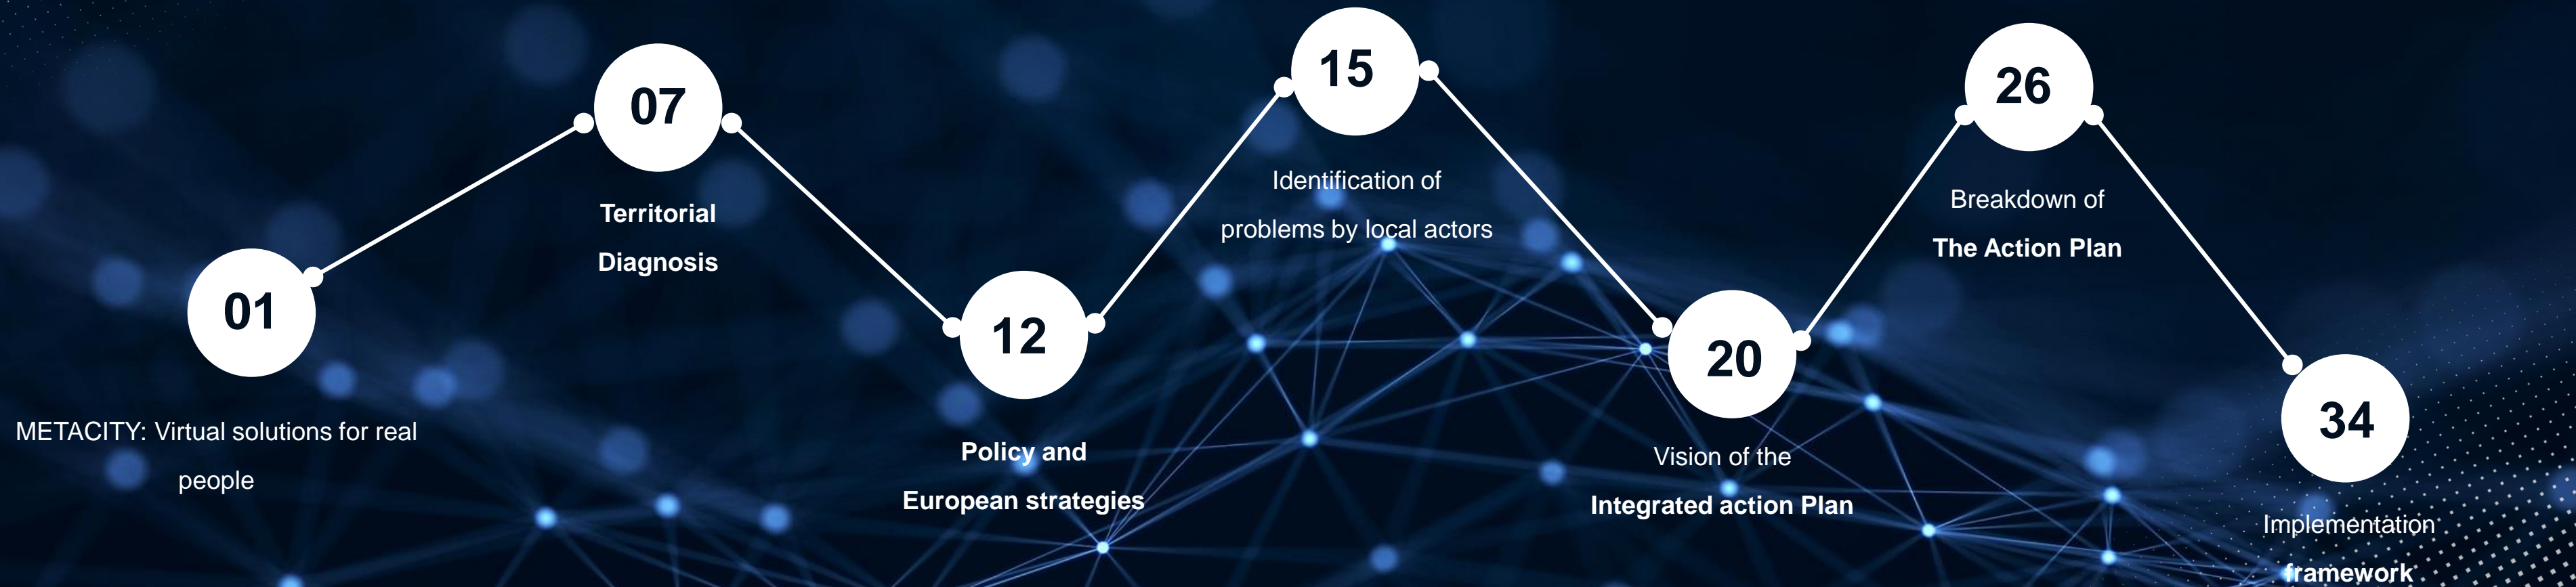 01
METACITY: Virtual solutions for real
people
07
Territorial
Diagnosis
12
Policy and
European strategies
15
Identification of
problems by local actors
20
Vision of the
Integrated action Plan
26
Breakdown of
The Action Plan
34
Implementation
framework